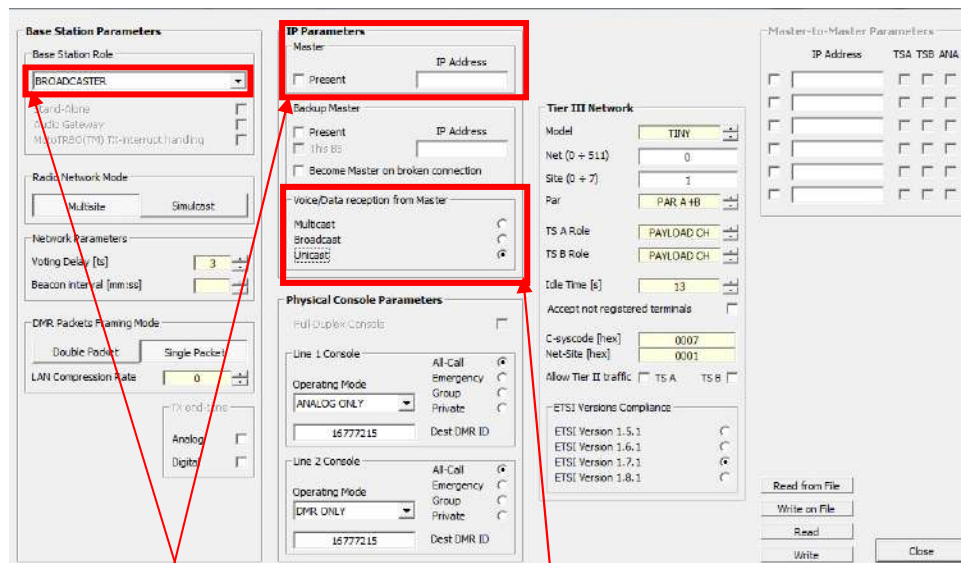 Base Station Parameters
Base Station Role
BROADCASTER
Stand-Alone
Audio Gateway
MotoTRBO(TM) TX-interrupt handling
Radio Network Mode
Multisite
Simulcast
Network Parameters
Voting Delay [ts]
3
Beacon interval [mm:ss]
DMR Packets Framing Mode
Double Packet
Single Packet
LAN Compression Rate
0
TX end-tone
Analog
Digital
IP Parameters
Master
IP Address
Present
Backup Master
Present
IP Address
This BS
Become Master on broken connection
Voice/Data reception from Master
Multicast
Broadcast
Unicast
Physical Console Parameters
Full Duplex Console
Line 1 Console
All-Call
Operating Mode
Emergency
ANALOG ONLY
Group
Private
16777215
Dest DMR ID
Line 2 Console
All-Call
Operating Mode
Emergency
DMR ONLY
Group
Private
16777215
Dest DMR ID
Tier III Network
Model
TINY
Net (0 ÷ 511)
0
Site (0 ÷ 7)
1
Par
PAR A+B
TS A Role
PAYLOAD CH
TS B Role
PAYLOAD CH
Idle Time [s]
13
Accept not registered terminals
C-syscode [hex]
0007
Net-Site [hex]
0001
Allow Tier II traffic
TS A
TS B
ETSI Versions Compliance
ETSI Version 1.5.1
ETSI Version 1.6.1
ETSI Version 1.7.1
ETSI Version 1.8.1
Master-to-Master Parameters
IP Address
TSA TSB ANA
Read from File
Write on File
Read
Write
Close